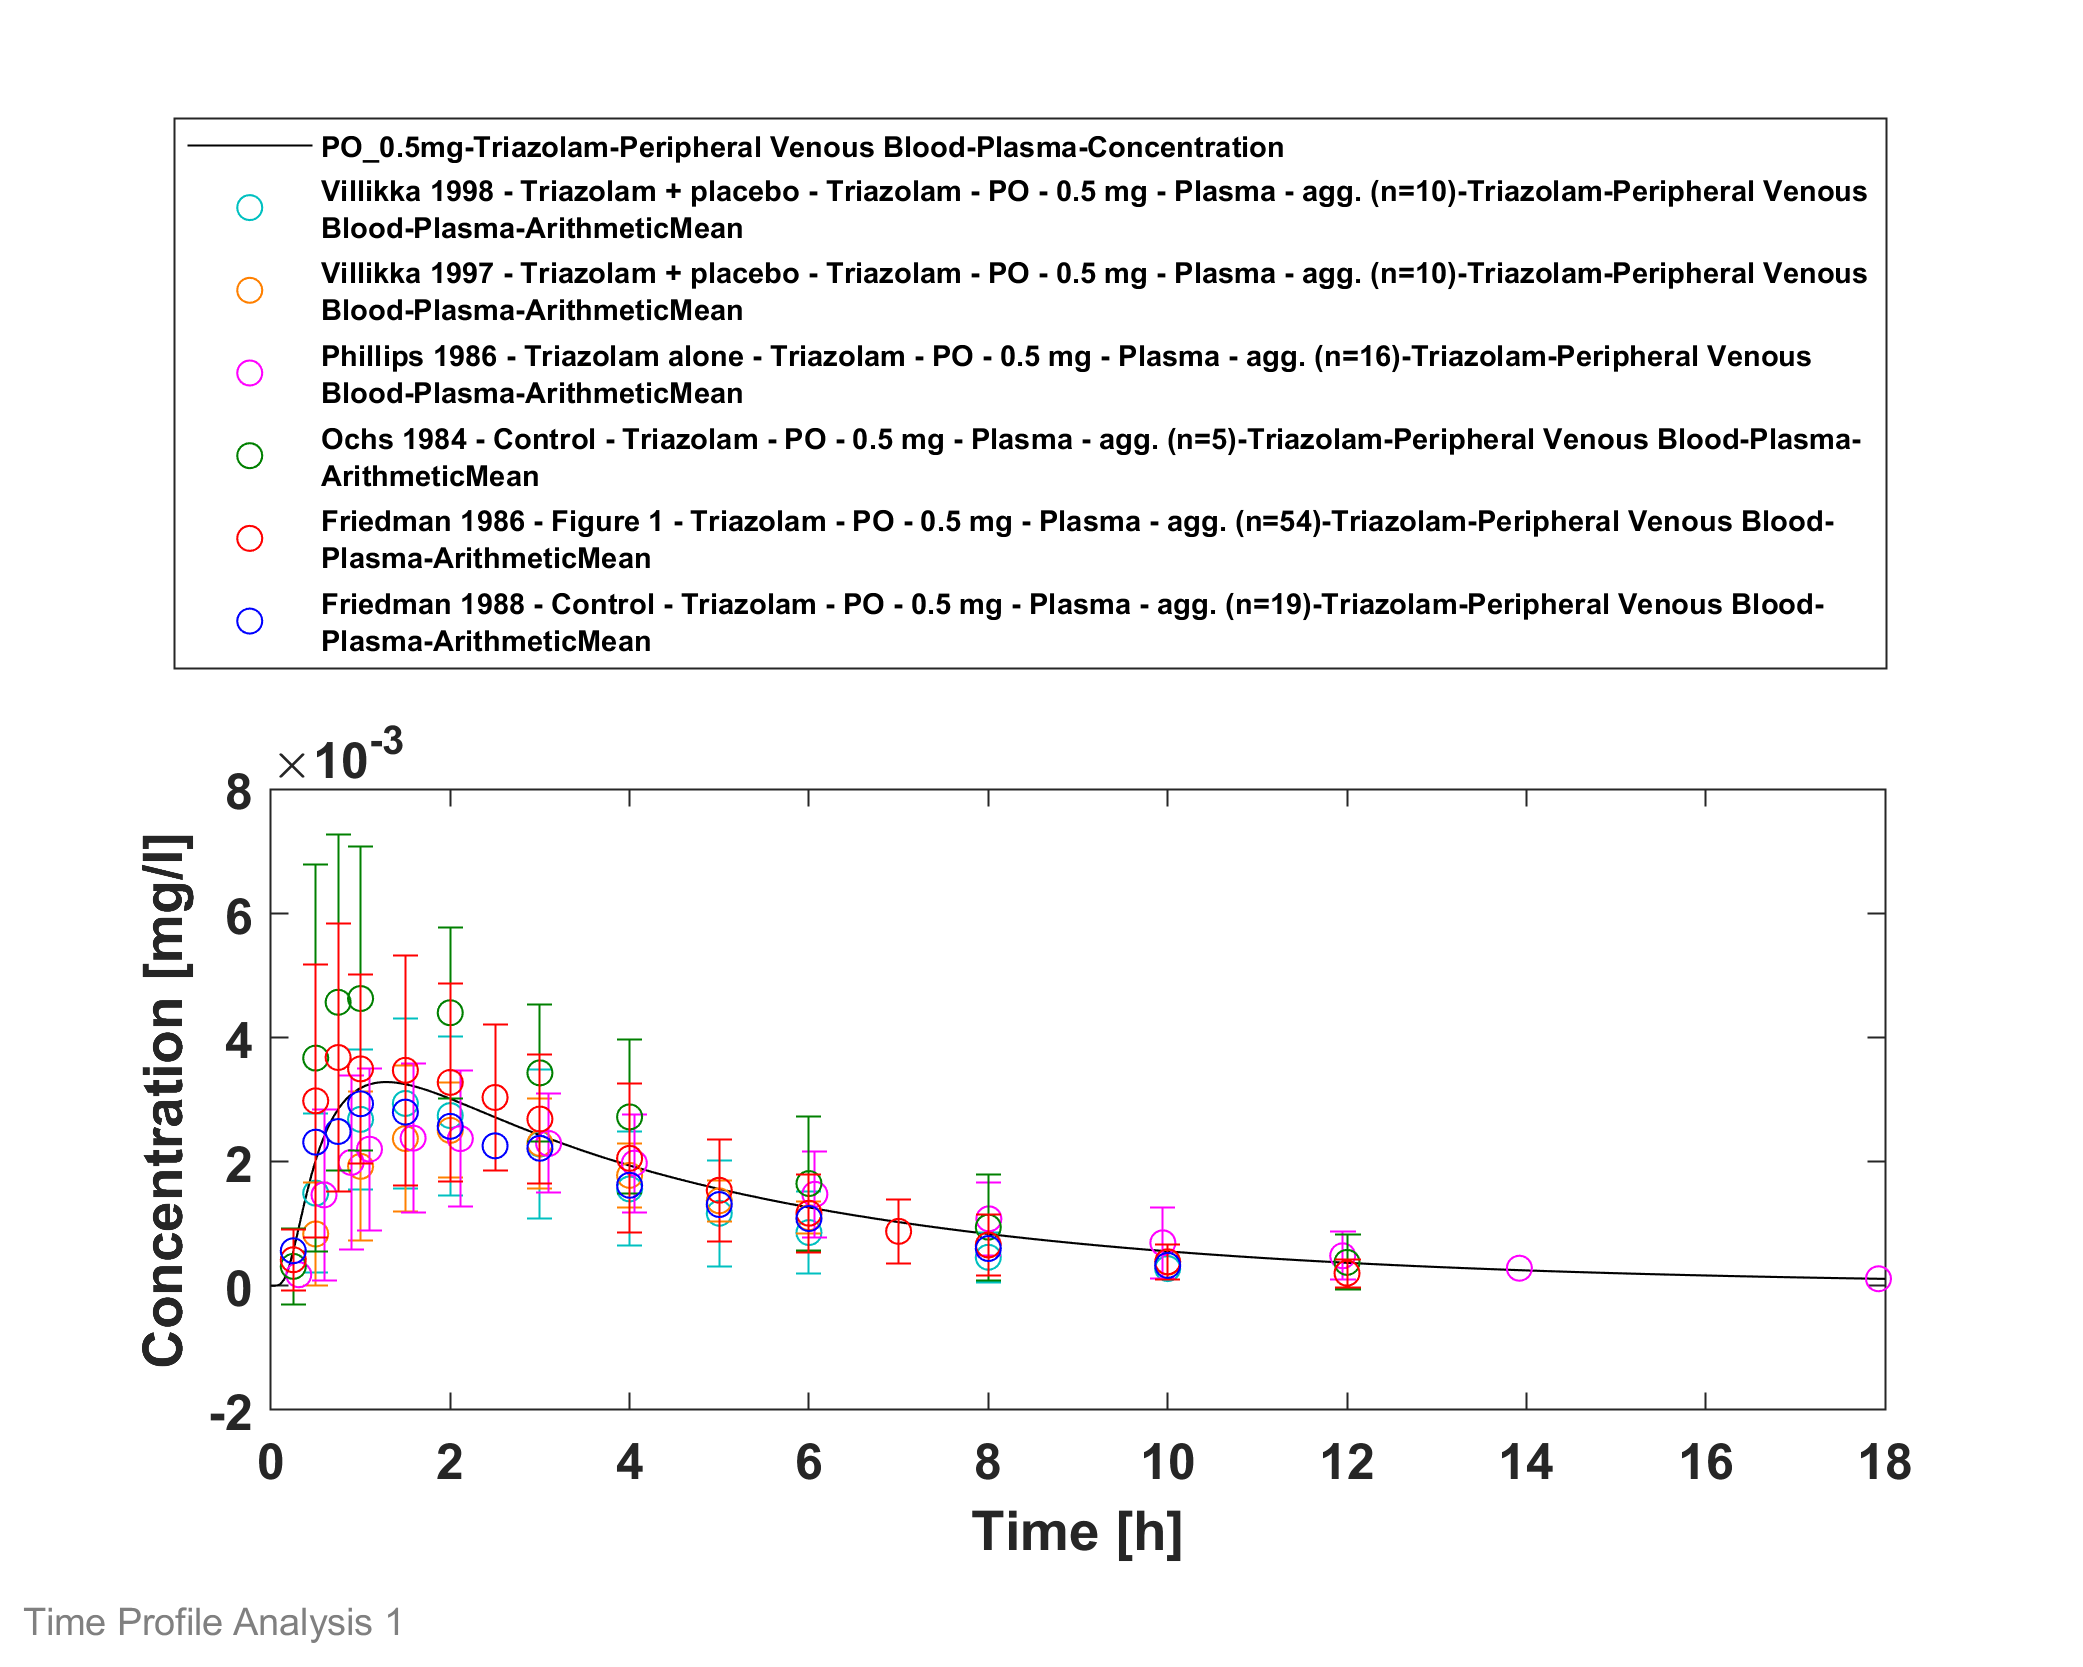 PO_0.5mg-Triazolam-Peripheral Venous Blood-Plasma-Concentration
Villikka 1998 - Triazolam + placebo - Triazolam - PO - 0.5 mg - Plasma - agg. (n=10)-Triazolam-Peripheral Venous
Blood-Plasma-ArithmeticMean
Villikka 1997 - Triazolam + placebo - Triazolam - PO - 0.5 mg - Plasma - agg. (n=10)-Triazolam-Peripheral Venous
Blood-Plasma-ArithmeticMean
Phillips 1986 - Triazolam alone - Triazolam - PO - 0.5 mg - Plasma - agg. (n=16)-Triazolam-Peripheral Venous
Blood-Plasma-ArithmeticMean
Ochs 1984 - Control - Triazolam - PO - 0.5 mg - Plasma - agg. (n=5)-Triazolam-Peripheral Venous Blood-Plasma-
ArithmeticMean
Friedman 1986 - Figure 1 - Triazolam - PO - 0.5 mg - Plasma - agg. (n=54)-Triazolam-Peripheral Venous Blood-
Plasma-ArithmeticMean
Friedman 1988 - Control - Triazolam - PO - 0.5 mg - Plasma - agg. (n=19)-Triazolam-Peripheral Venous Blood-
Plasma-ArithmeticMean
×10^-3
8
6
4
2
0
-2
Concentration [mg/l]
0 2 4 6 8 10 12 14 16 18
Time [h]
Time Profile Analysis 1